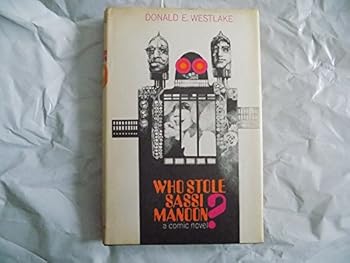 DONALD E. WESTLAKE
WHO STOLE
SASSI
MANOON?
a comic novel